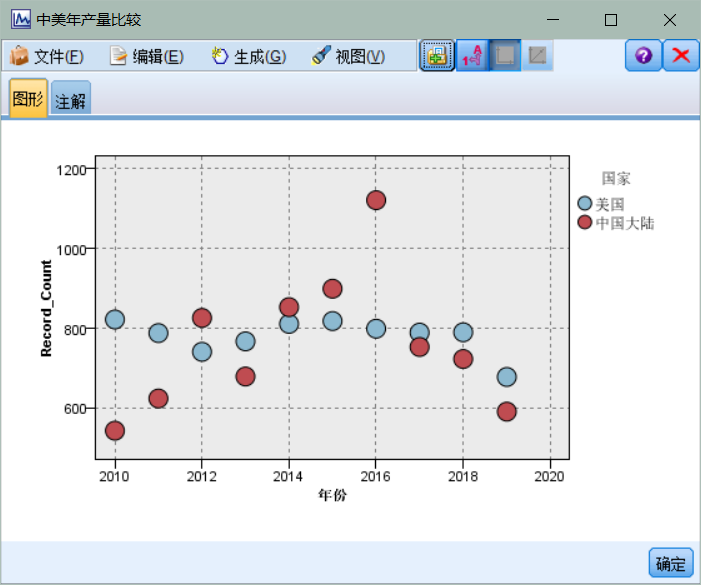 中美年产量比较
文件(F) 编辑(E) 生成(G) 视图(V)
图形 注解
1200
1000
800
600
Record_Count
2010 2012 2014 2016 2018 2020
年份
国家
美国
中国大陆
确定